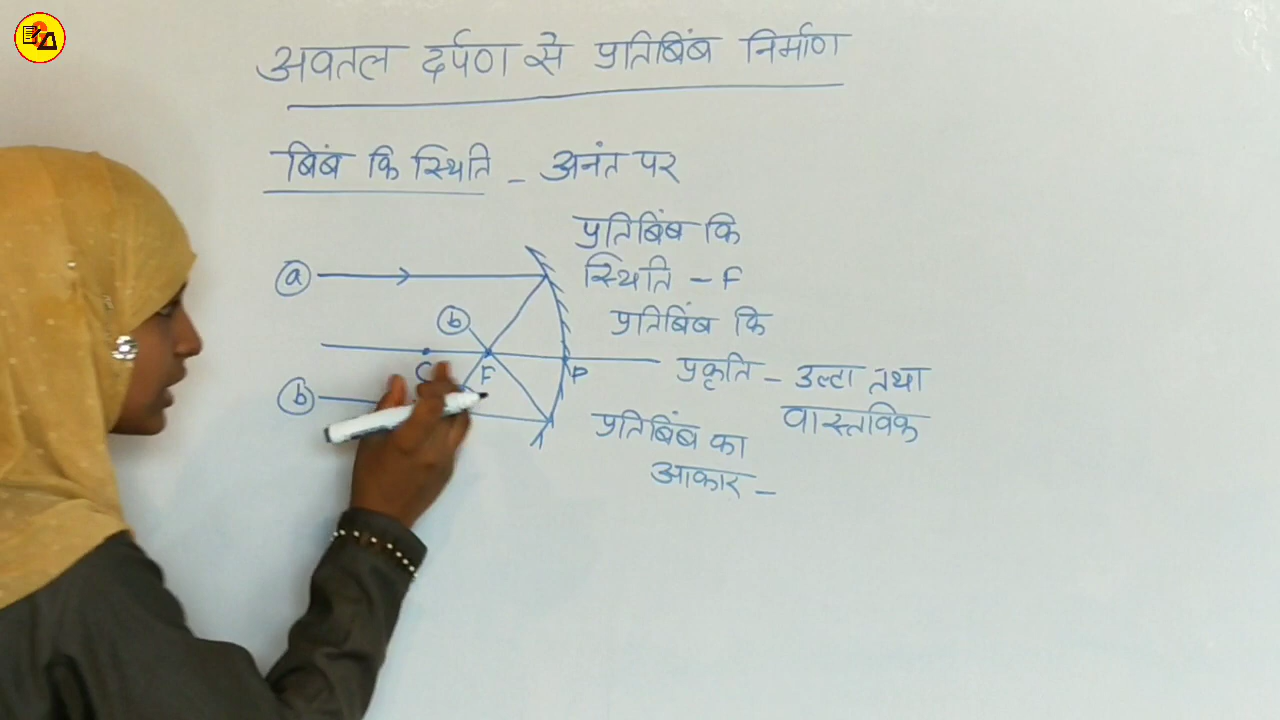 अवतल दर्पण से प्रतिबिंब निर्माण
बिंब कि स्थिति - अनंत पर
प्रतिबिंब कि
स्थिति - F
प्रतिबिंब कि
प्रकृति - उल्टा तथा
वास्तविक
प्रतिबिंब का
आकार -
a
b
C F P
b